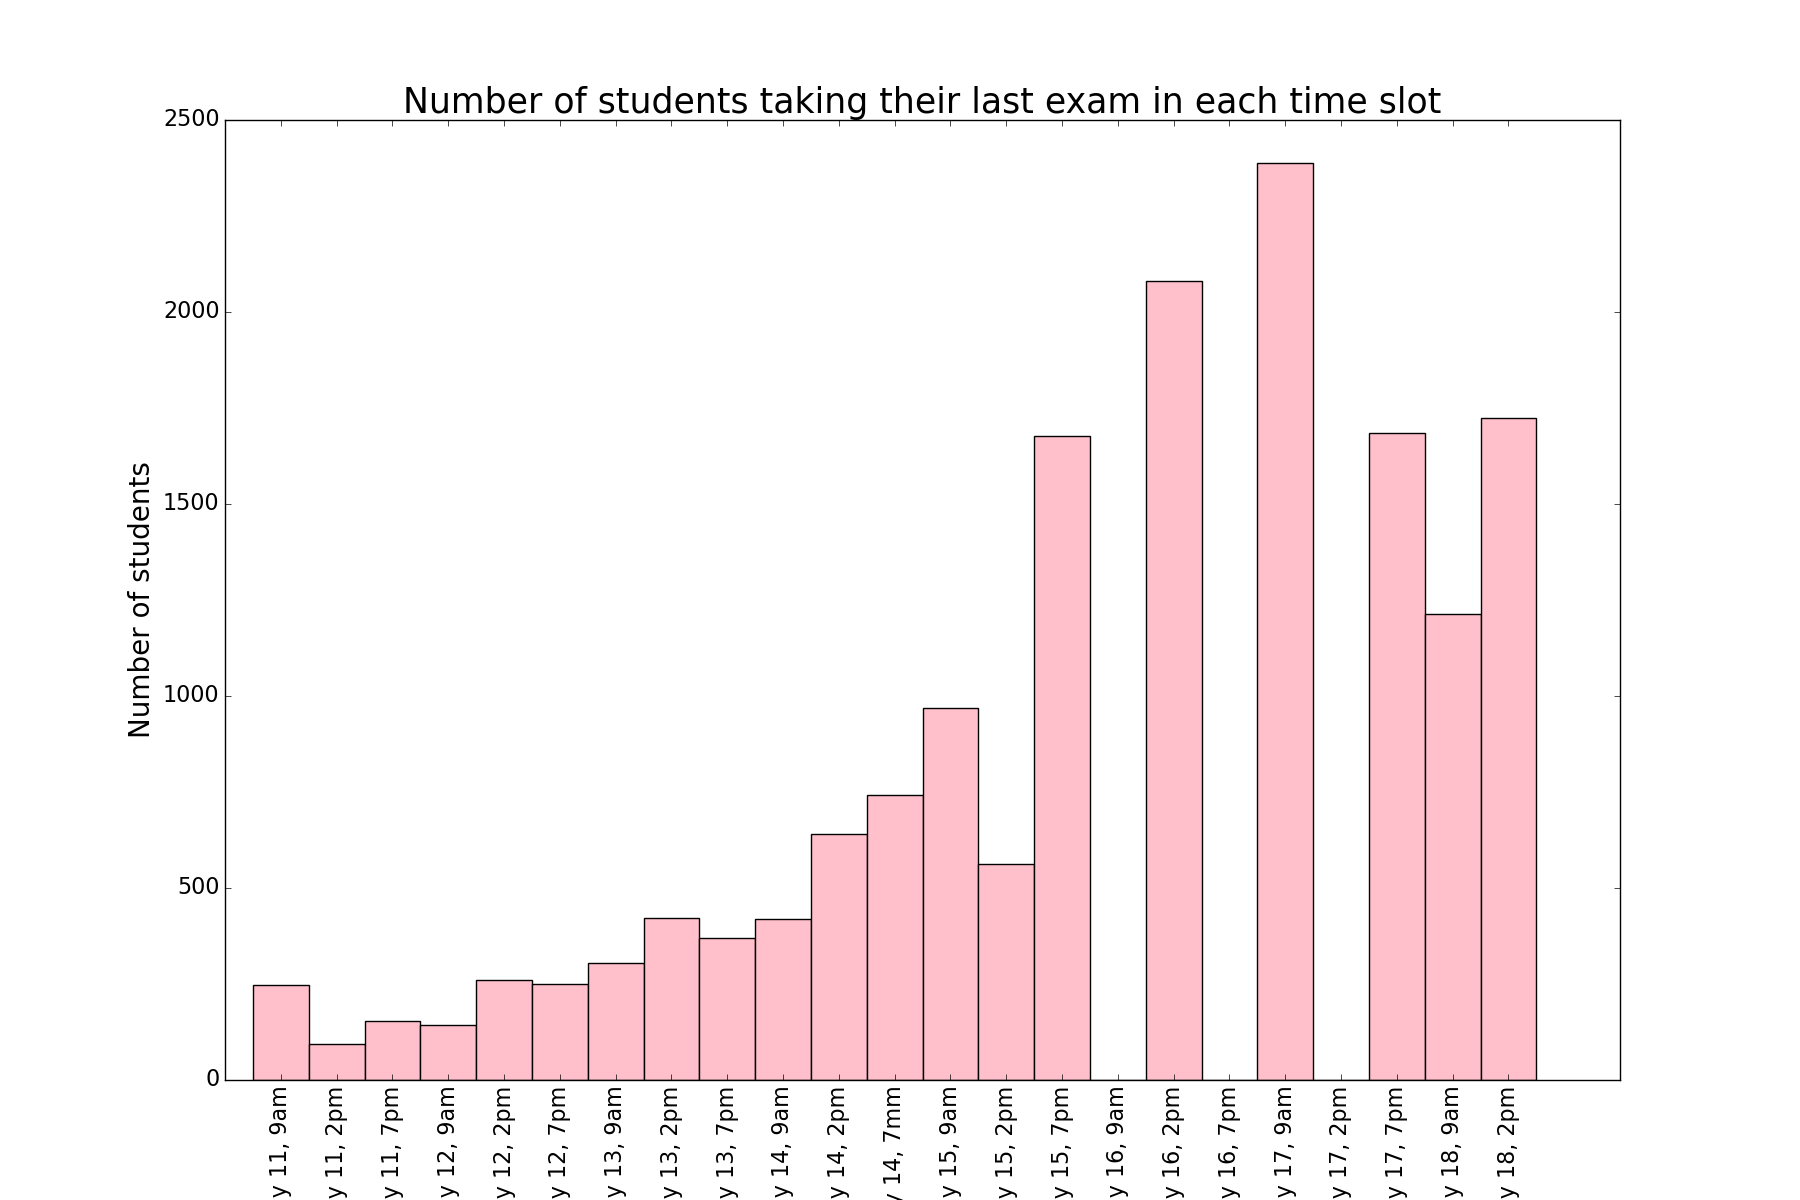 Number of students taking their last exam in each time slot
2500
2000
1500
1000
500
0
Number of students
y 11, 9am
y 11, 2pm
y 11, 7pm
y 12, 9am
y 12, 2pm
y 12, 7pm
y 13, 9am
y 13, 2pm
y 13, 7pm
y 14, 9am
y 14, 2pm
y 14, 7mm
y 15, 9am
y 15, 2pm
y 15, 7pm
y 16, 9am
y 16, 2pm
y 16, 7pm
y 17, 9am
y 17, 2pm
y 17, 7pm
y 18, 9am
y 18, 2pm